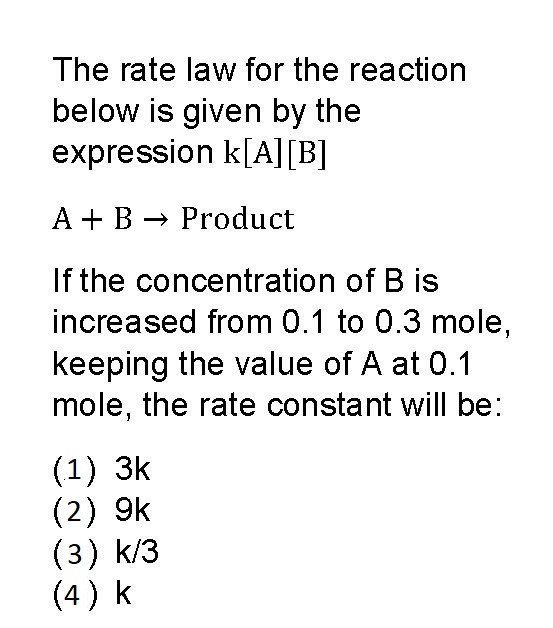 The rate law for the reaction
below is given by the
expression k[A][B]
A + B → Product
If the concentration of B is
increased from 0.1 to 0.3 mole,
keeping the value of A at 0.1
mole, the rate constant will be:
(1) 3k
(2) 9k
(3) k/3
(4 ) k